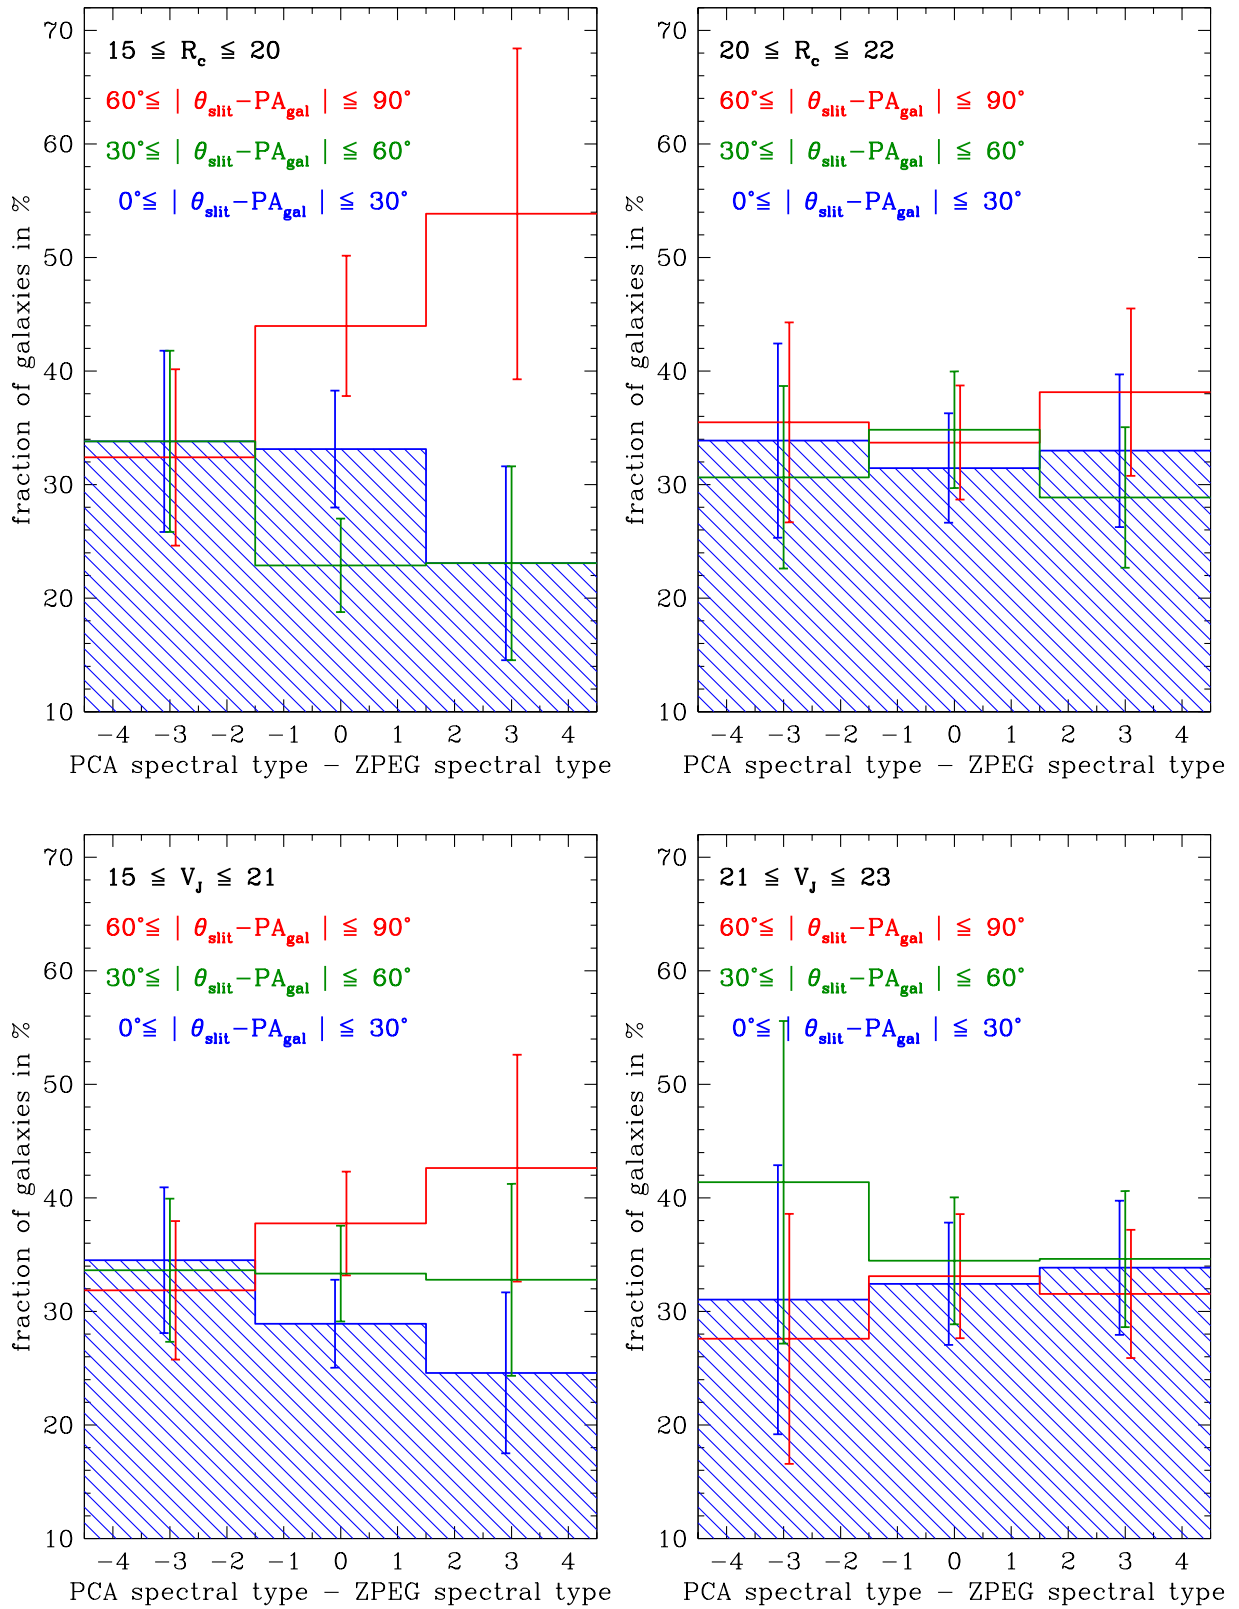 70
60
50
40
30
20
10
fraction of galaxies in %
15 ≦ R_c ≦ 20
60°≦ | θ_slit−PA_gal | ≦ 90°
30°≦ | θ_slit−PA_gal | ≦ 60°
0°≦ | θ_slit−PA_gal | ≦ 30°
−4 −3 −2 −1 0 1 2 3 4
PCA spectral type − ZPEG spectral type
70
60
50
40
30
20
10
fraction of galaxies in %
20 ≦ R_c ≦ 22
60°≦ | θ_slit−PA_gal | ≦ 90°
30°≦ | θ_slit−PA_gal | ≦ 60°
0°≦ | θ_slit−PA_gal | ≦ 30°
−4 −3 −2 −1 0 1 2 3 4
PCA spectral type − ZPEG spectral type
70
60
50
40
30
20
10
fraction of galaxies in %
15 ≦ V_J ≦ 21
60°≦ | θ_slit−PA_gal | ≦ 90°
30°≦ | θ_slit−PA_gal | ≦ 60°
0°≦ | θ_slit−PA_gal | ≦ 30°
−4 −3 −2 −1 0 1 2 3 4
PCA spectral type − ZPEG spectral type
70
60
50
40
30
20
10
fraction of galaxies in %
21 ≦ V_J ≦ 23
60°≦ | θ_slit−PA_gal | ≦ 90°
30°≦ | θ_slit−PA_gal | ≦ 60°
0°≦ | θ_slit−PA_gal | ≦ 30°
−4 −3 −2 −1 0 1 2 3 4
PCA spectral type − ZPEG spectral type